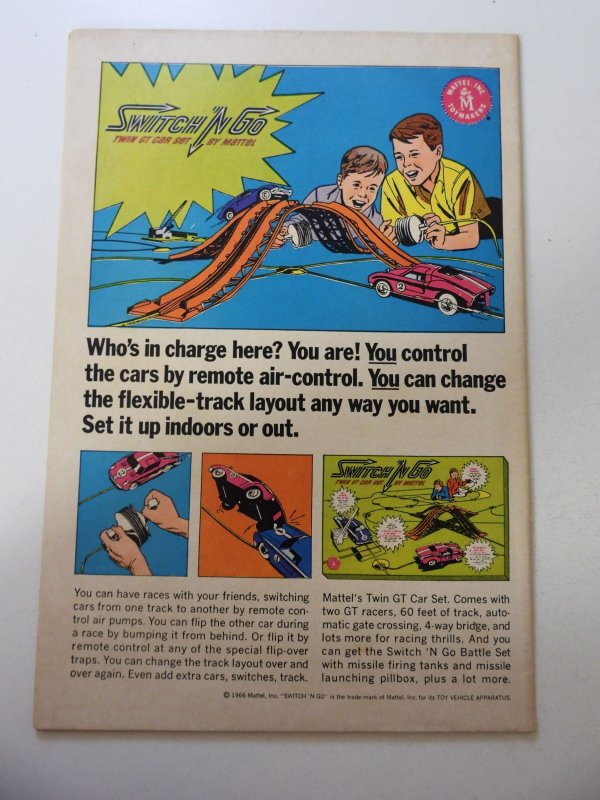 SWITCH 'N GO
TWIN GT CAR SET BY MATTEL
MATTEL, INC.
M
TOYMAKERS
2
Who's in charge here? You are! You control
the cars by remote air-control. You can change
the flexible-track layout any way you want.
Set it up indoors or out.
SWITCH 'N GO
TWIN GT CAR SET BY MATTEL
You can have races with your friends, switching
cars from one track to another by remote con-
trol air pumps. You can flip the other car during
a race by bumping it from behind. Or flip it by
remote control at any of the special flip-over
traps. You can change the track layout over and
over again. Even add extra cars, switches, track.
Mattel's Twin GT Car Set. Comes with
two GT racers, 60 feet of track, auto-
matic gate crossing, 4-way bridge, and
lots more for racing thrills. And you
can get the Switch 'N Go Battle Set
with missile firing tanks and missile
launching pillbox, plus a lot more.
© 1966 Mattel, Inc. "SWITCH 'N GO" is the trade mark of Mattel, Inc. for its TOY VEHICLE APPARATUS.